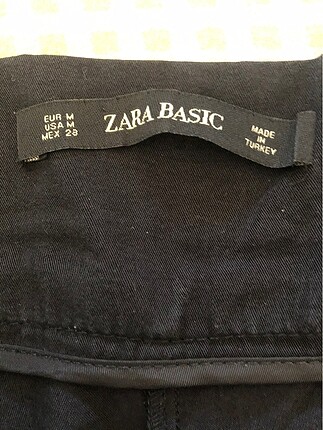 EUR M
USA M
MEX 28
ZARA BASIC
MADE
IN
TURKEY